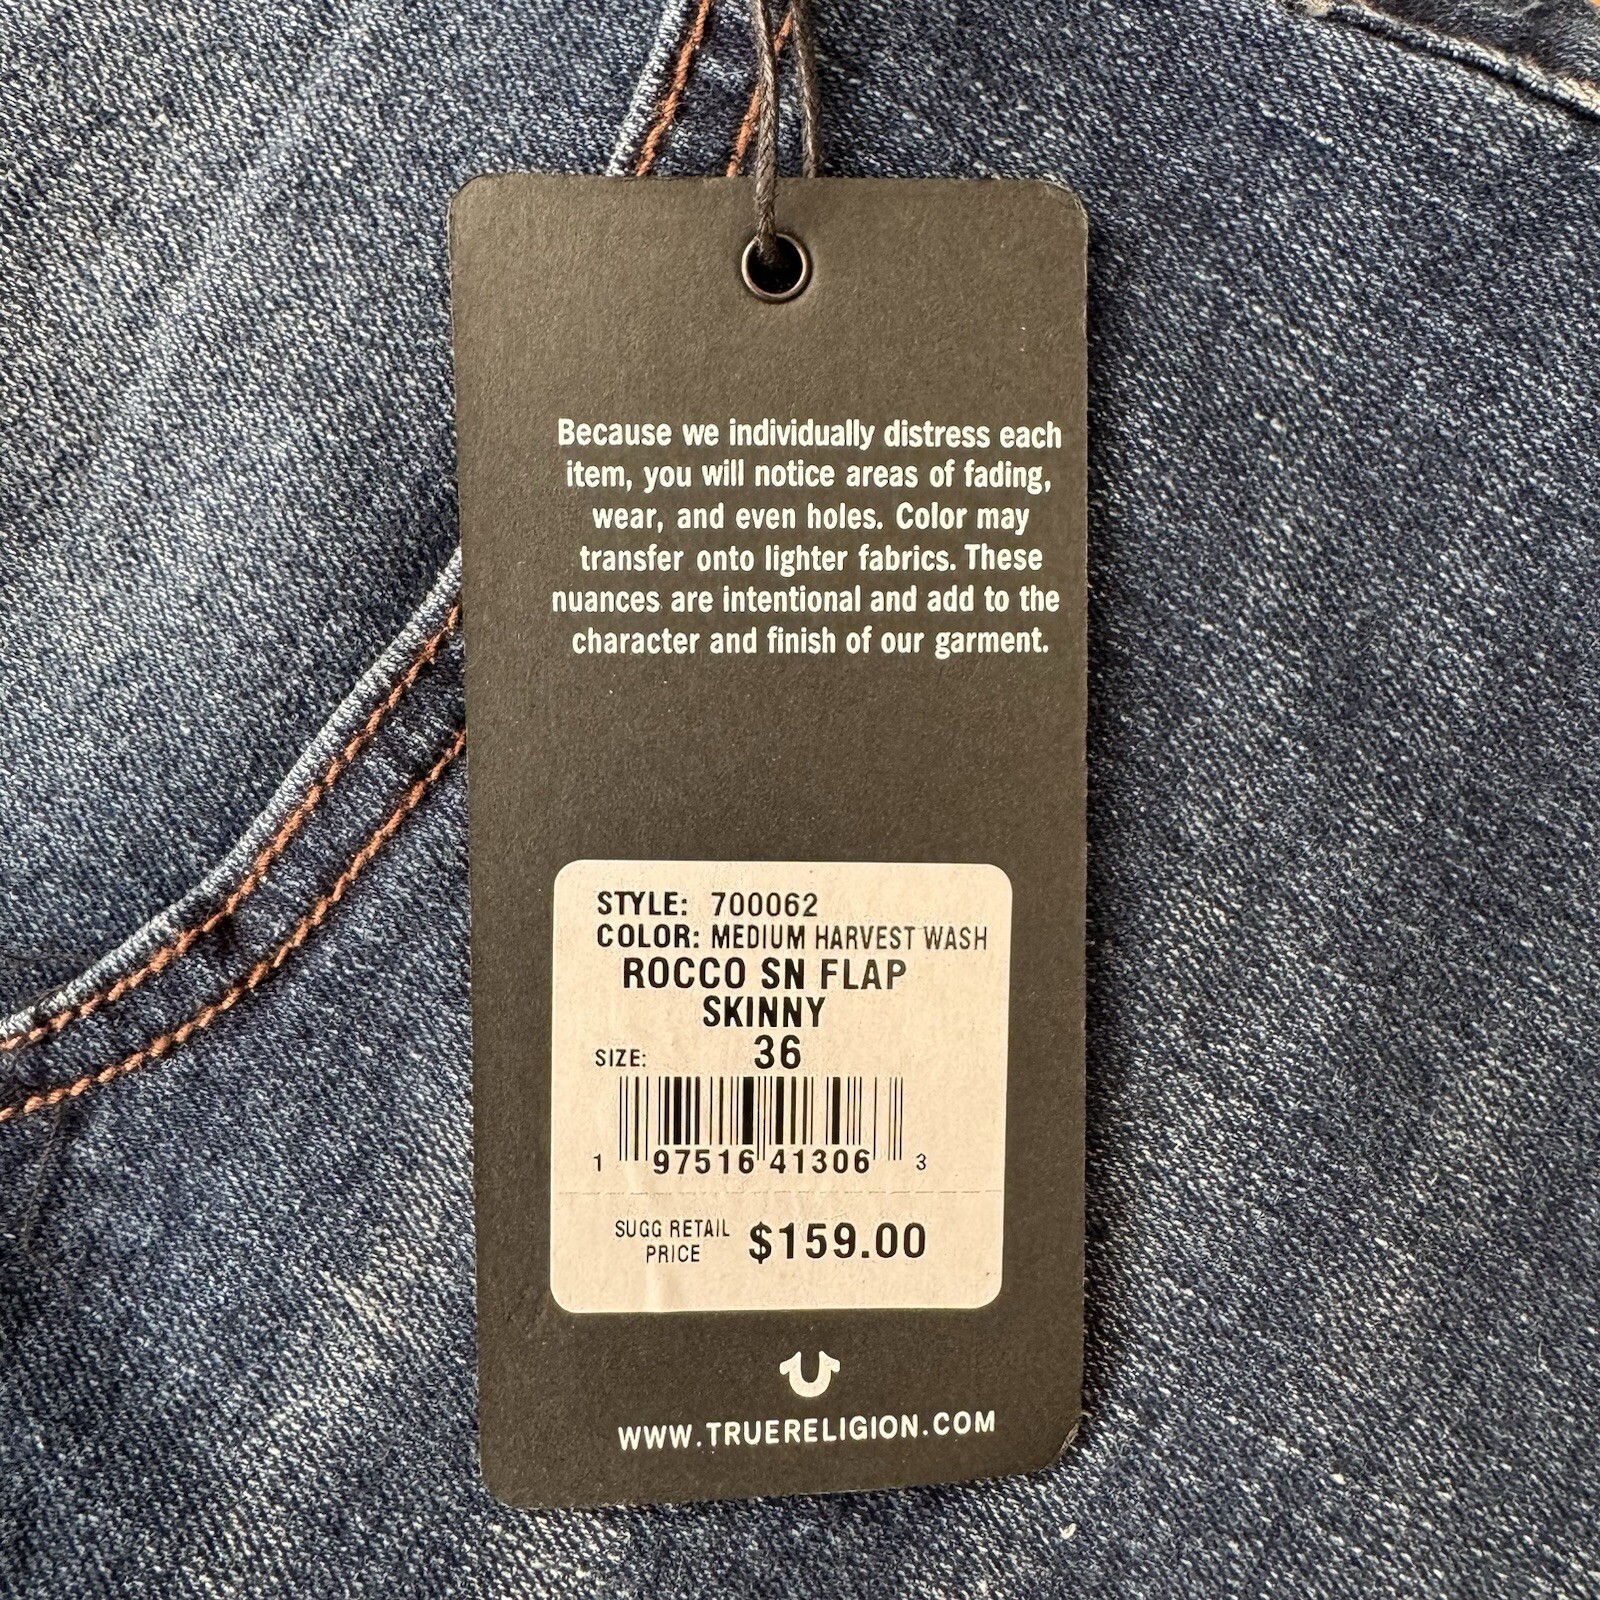 Because we individually distress each
item, you will notice areas of fading,
wear, and even holes. Color may
transfer onto lighter fabrics. These
nuances are intentional and add to the
character and finish of our garment.
STYLE: 700062
COLOR: MEDIUM HARVEST WASH
ROCCO SN FLAP
SKINNY
SIZE: 36
1 97516 41306 3
SUGG RETAIL
PRICE $159.00
WWW.TRUERELIGION.COM